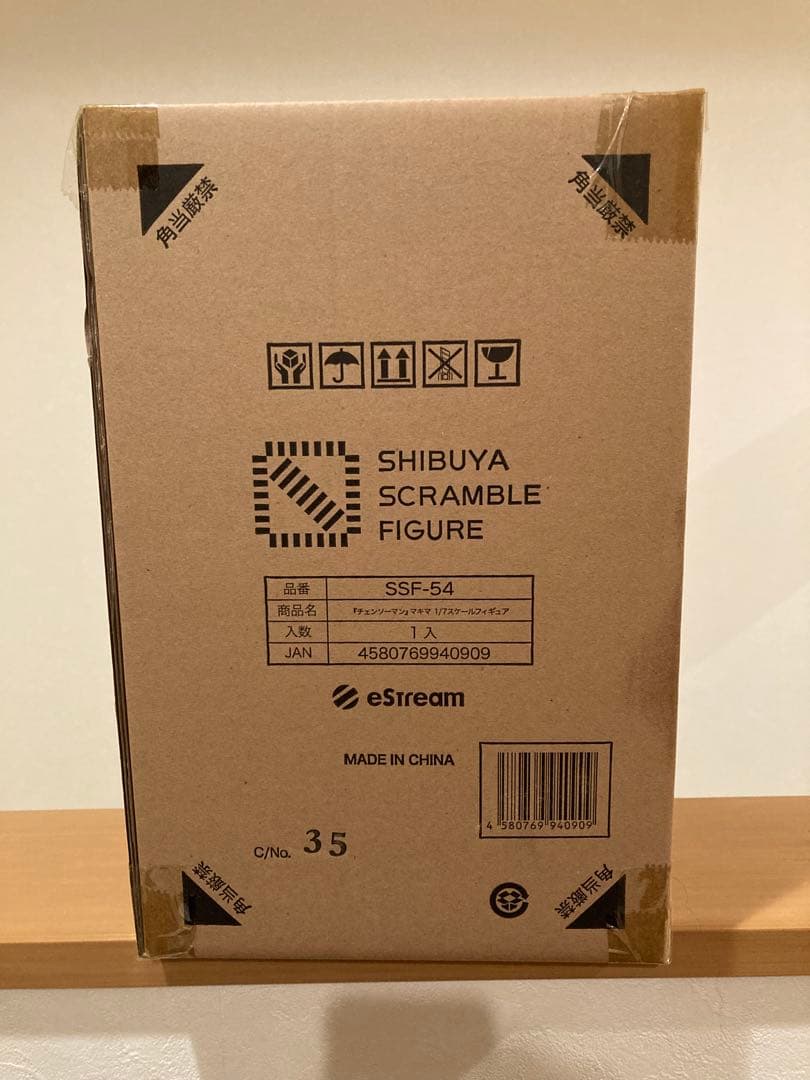 角当厳禁
角当厳禁
SHIBUYA
SCRAMBLE
FIGURE
品番 SSF-54
商品名 『チェンソーマン』マキマ 1/7スケールフィギュア
入数 1入
JAN 4580769940909
eStream
MADE IN CHINA
4 580769 940909
C/No. 35
角当厳禁
角当厳禁